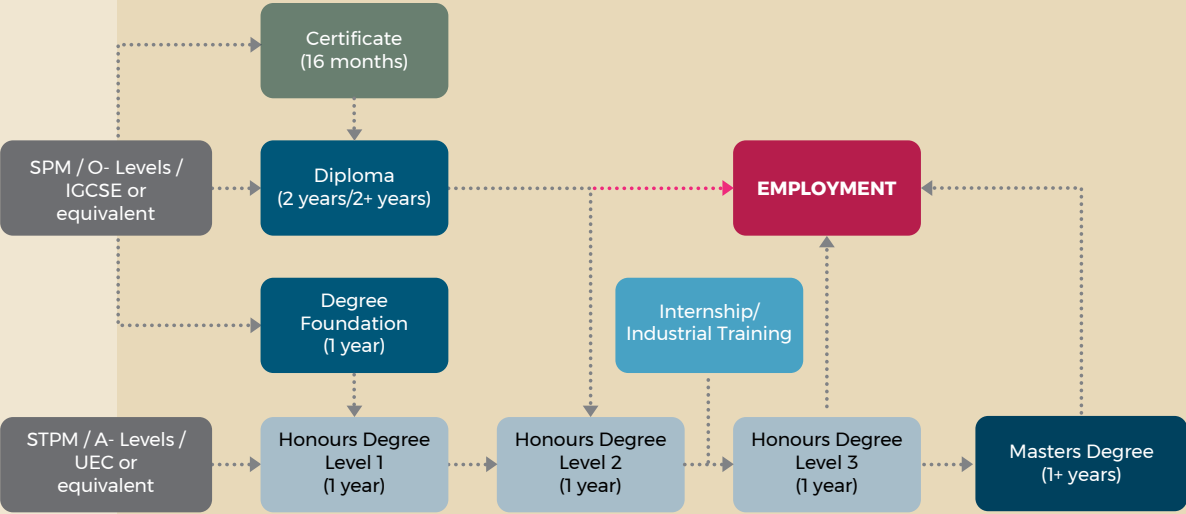 Certificate
(16 months)
SPM / O- Levels /
IGCSE or
equivalent
Diploma
(2 years/2+ years)
EMPLOYMENT
Degree
Foundation
(1 year)
Internship/
Industrial Training
STPM / A- Levels /
UEC or
equivalent
Honours Degree
Level 1
(1 year)
Honours Degree
Level 2
(1 year)
Honours Degree
Level 3
(1 year)
Masters Degree
(1+ years)